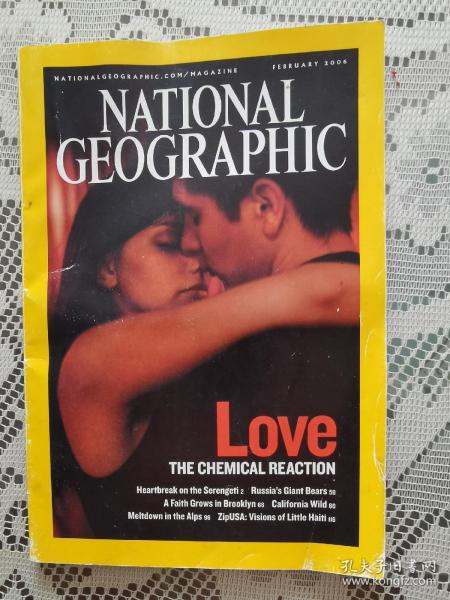 NATIONALGEOGRAPHIC.COM/MAGAZINE FEBRUARY 2006
NATIONAL
GEOGRAPHIC
Love
THE CHEMICAL REACTION
Heartbreak on the Serengeti 2 Russia's Giant Bears 50
A Faith Grows in Brooklyn 68 California Wild 80
Meltdown in the Alps 96 ZipUSA: Visions of Little Haiti 116
孔夫子旧书网
www.kongfz.com